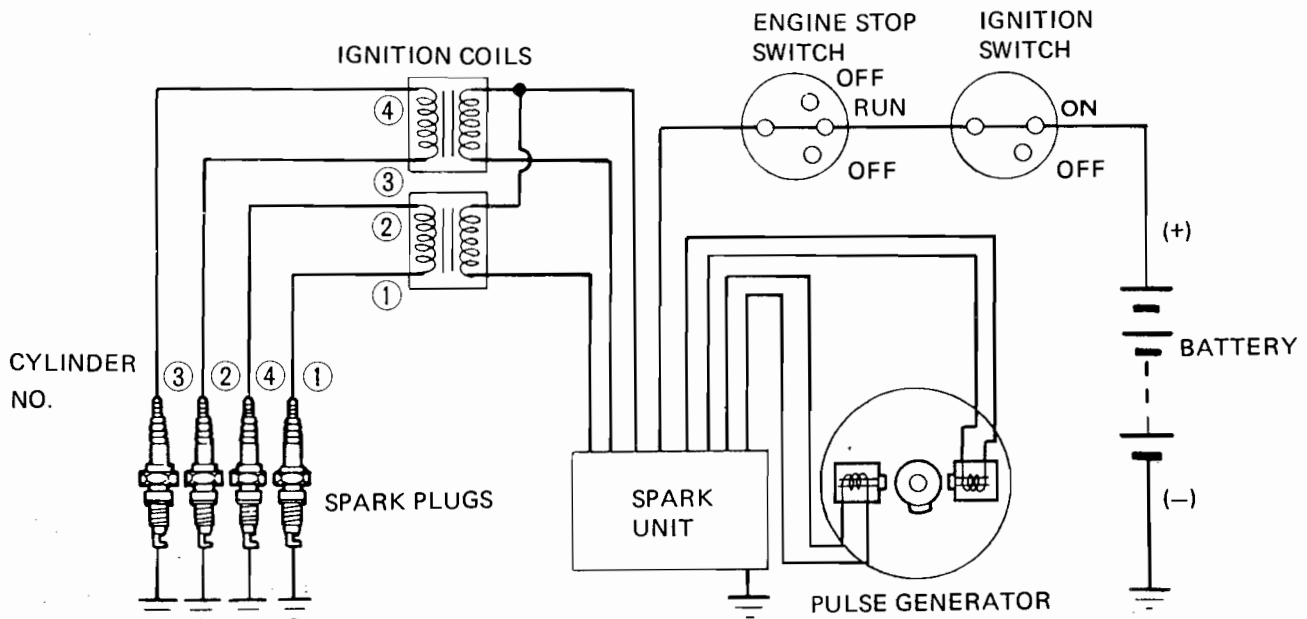 ENGINE STOP
SWITCH
IGNITION
SWITCH
IGNITION COILS
OFF
RUN
OFF
ON
OFF
④
③
②
①
(+)
BATTERY
(—)
CYLINDER
NO.
③ ② ④ ①
SPARK PLUGS
SPARK
UNIT
PULSE GENERATOR